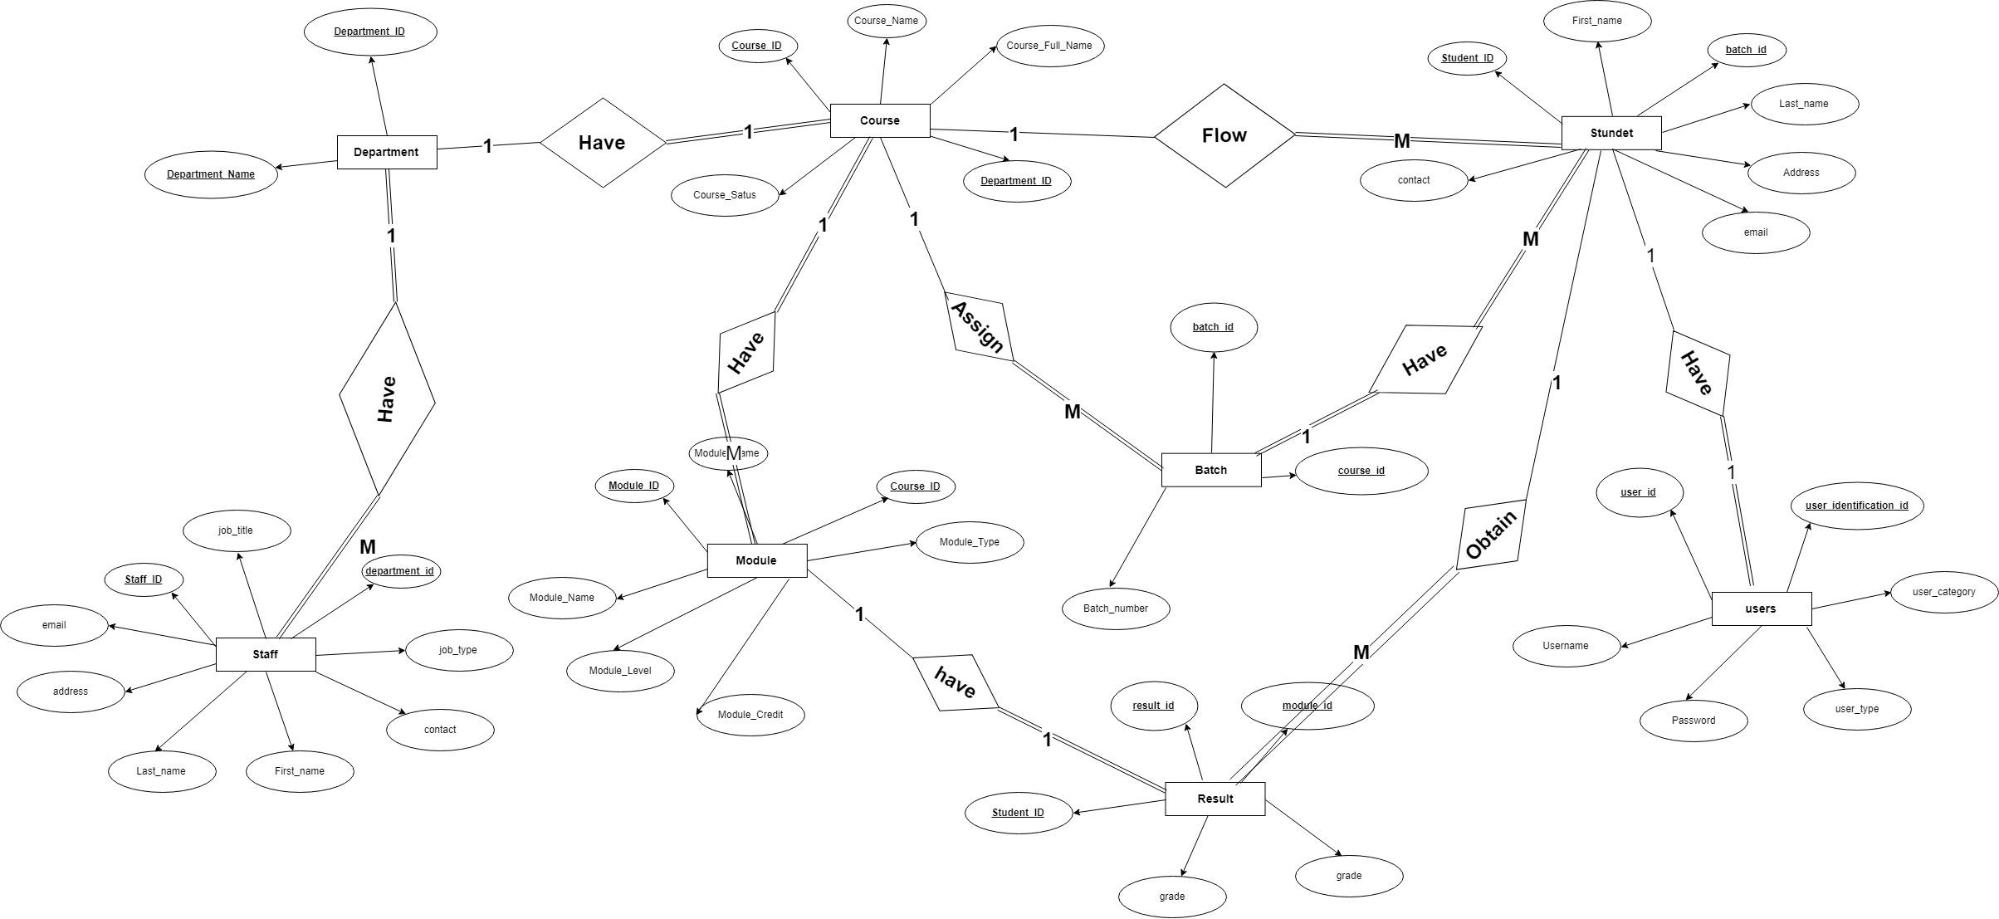 Department_ID
Course_ID
Course_Name
Course_Full_Name
First_name
Student_ID
batch_id
Last_name
Department
1
Have
1
Course
1
Flow
M
Stundet
Department_Name
Course_Satus
Department_ID
contact
Address
email
1
1
1
M
1
Have
Have
Assign
M
batch_id
Have
1
1
Have
Batch
course_id
Batch_number
M
Module_Name
Module_ID
Course_ID
Module_Type
Module
Module_Name
Module_Level
Module_Credit
1
have
1
Obtain
M
1
user_id
user_identification_id
user_category
users
Username
Password
user_type
job_title
M
department_id
Staff_ID
email
Staff
job_type
address
contact
Last_name
First_name
result_id
module_id
Result
Student_ID
grade
grade